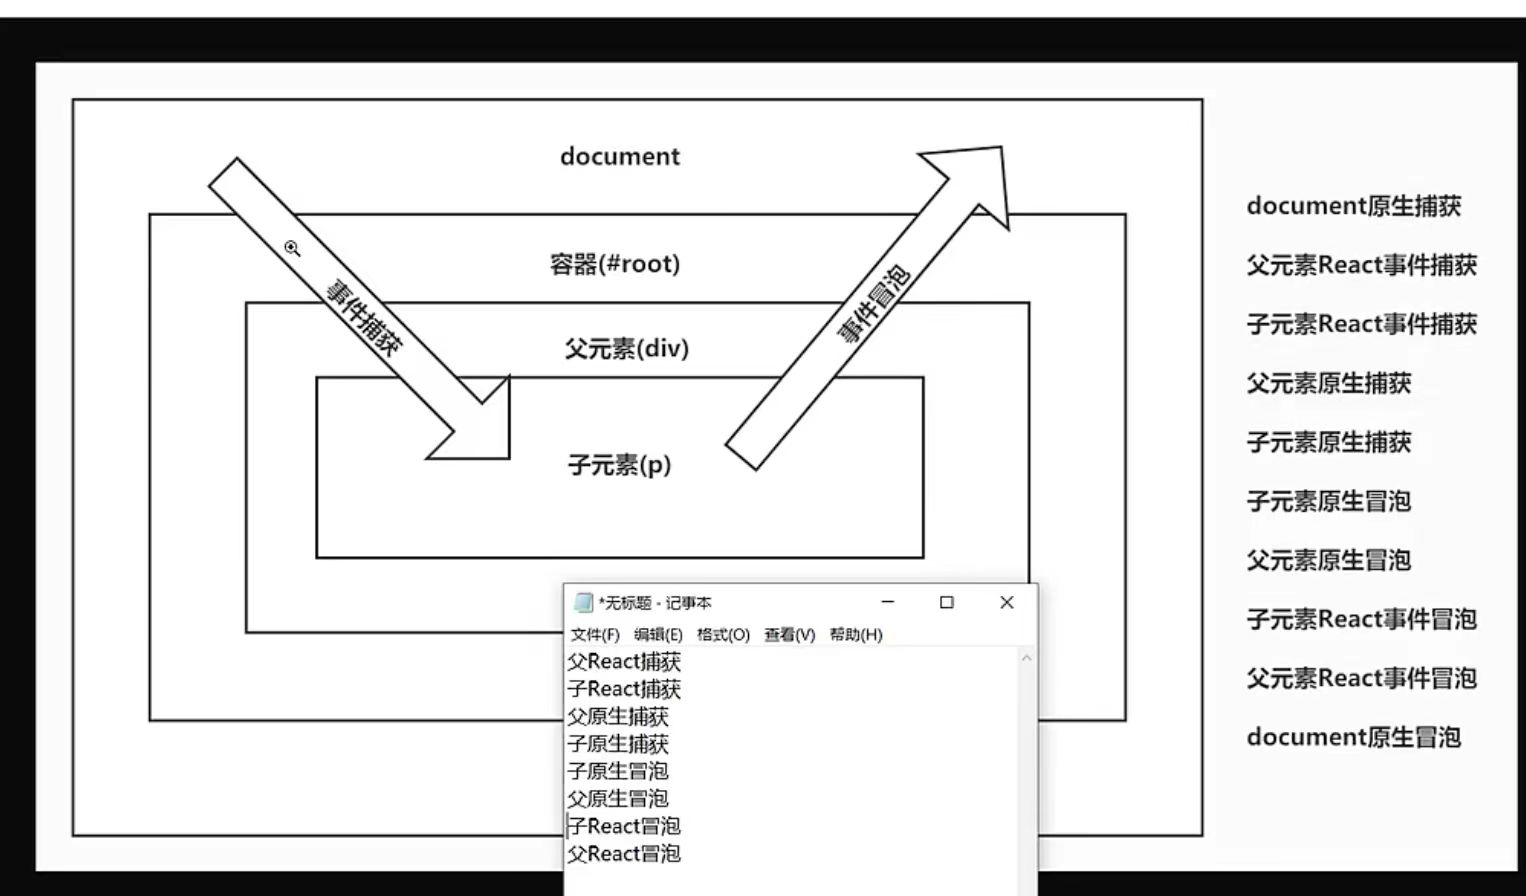 document
容器(#root)
父元素(div)
子元素(p)
事件捕获
事件冒泡
document原生捕获
父元素React事件捕获
子元素React事件捕获
父元素原生捕获
子元素原生捕获
子元素原生冒泡
父元素原生冒泡
子元素React事件冒泡
父元素React事件冒泡
document原生冒泡
*无标题 - 记事本
文件(F) 编辑(E) 格式(O) 查看(V) 帮助(H)
父React捕获
子React捕获
父原生捕获
子原生捕获
子原生冒泡
父原生冒泡
子React冒泡
父React冒泡